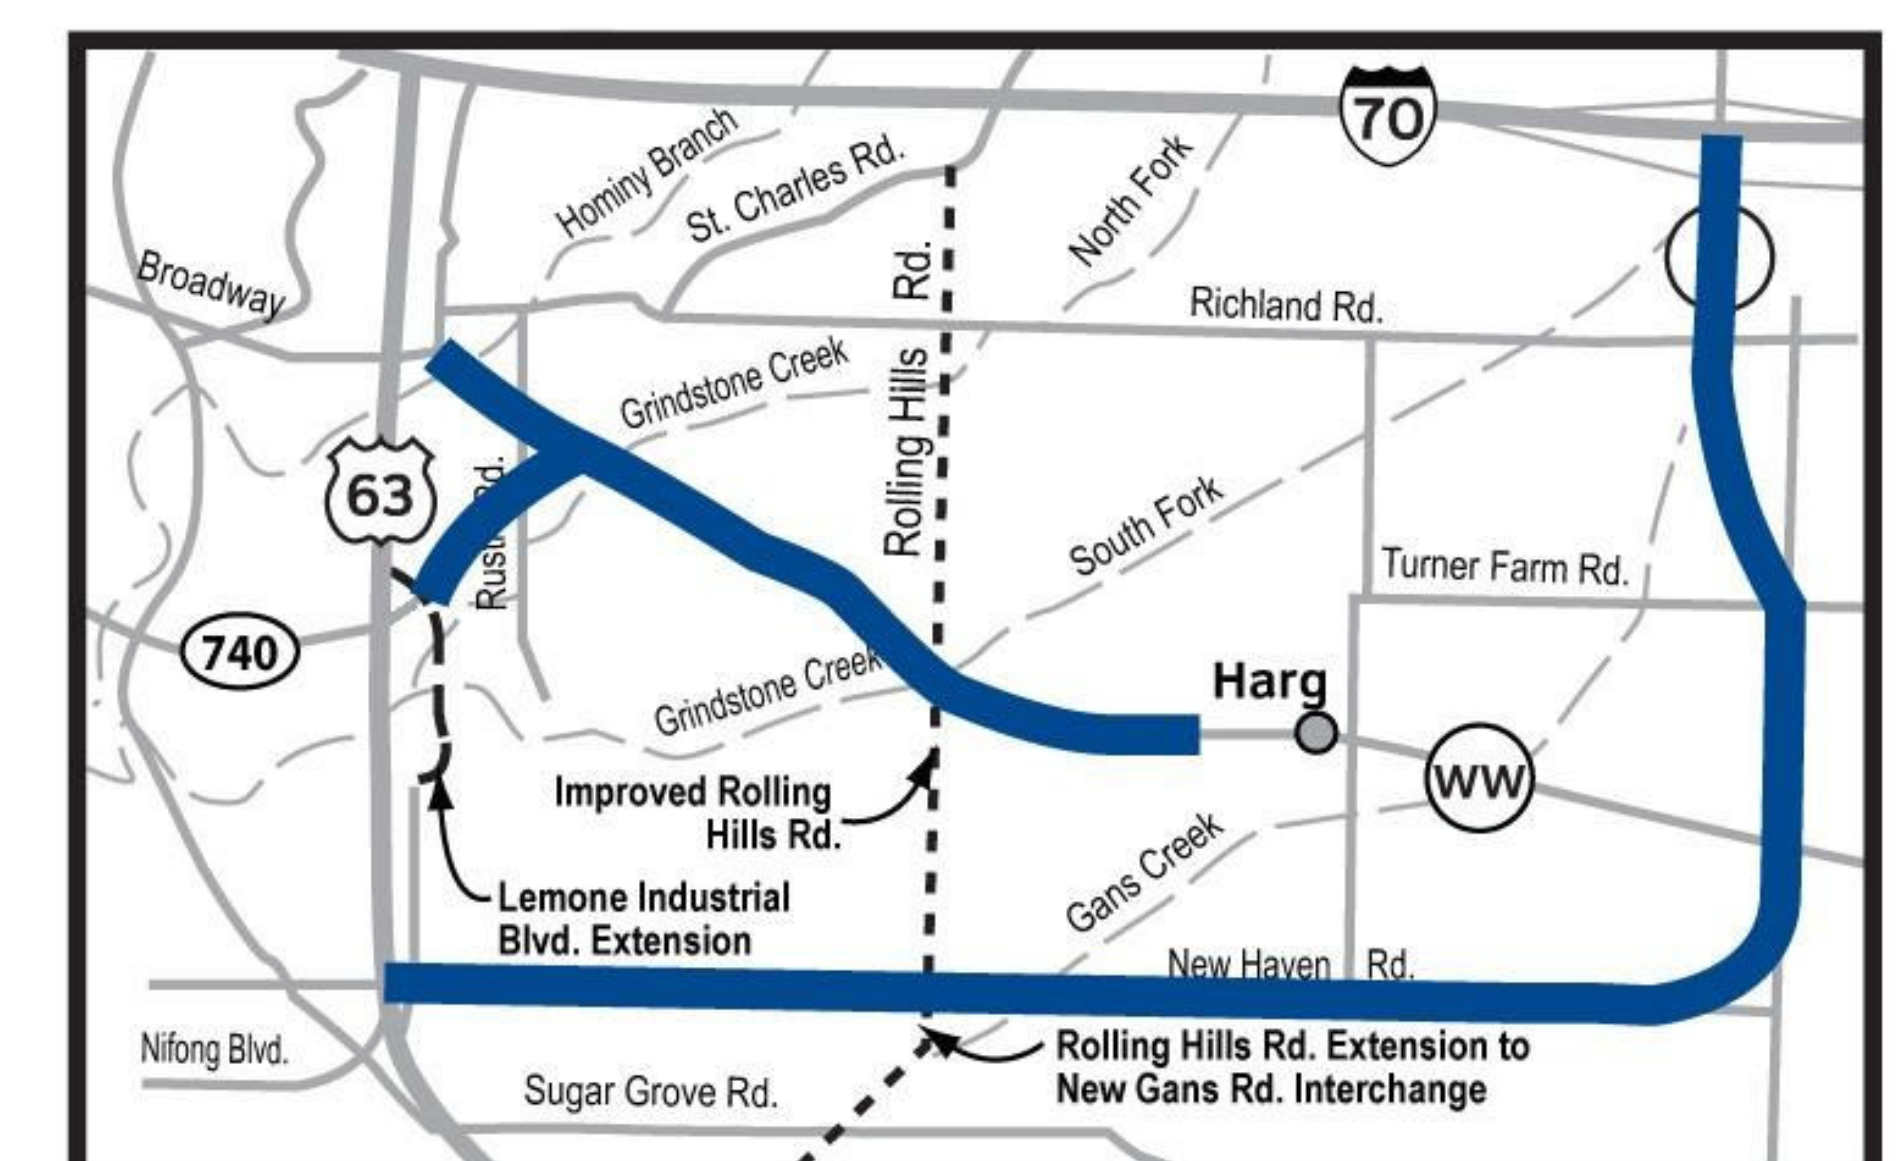 70
Hominy Branch
St. Charles Rd.
North Fork
Broadway
Rolling Hills Rd.
Richland Rd.
Grindstone Creek
63
South Fork
Turner Farm Rd.
Rd.
740
Grindstone Creek
Harg
WW
Improved Rolling
Hills Rd.
Gans Creek
Lemone Industrial
Blvd. Extension
New Haven Rd.
Nifong Blvd.
Rolling Hills Rd. Extension to
New Gans Rd. Interchange
Sugar Grove Rd.